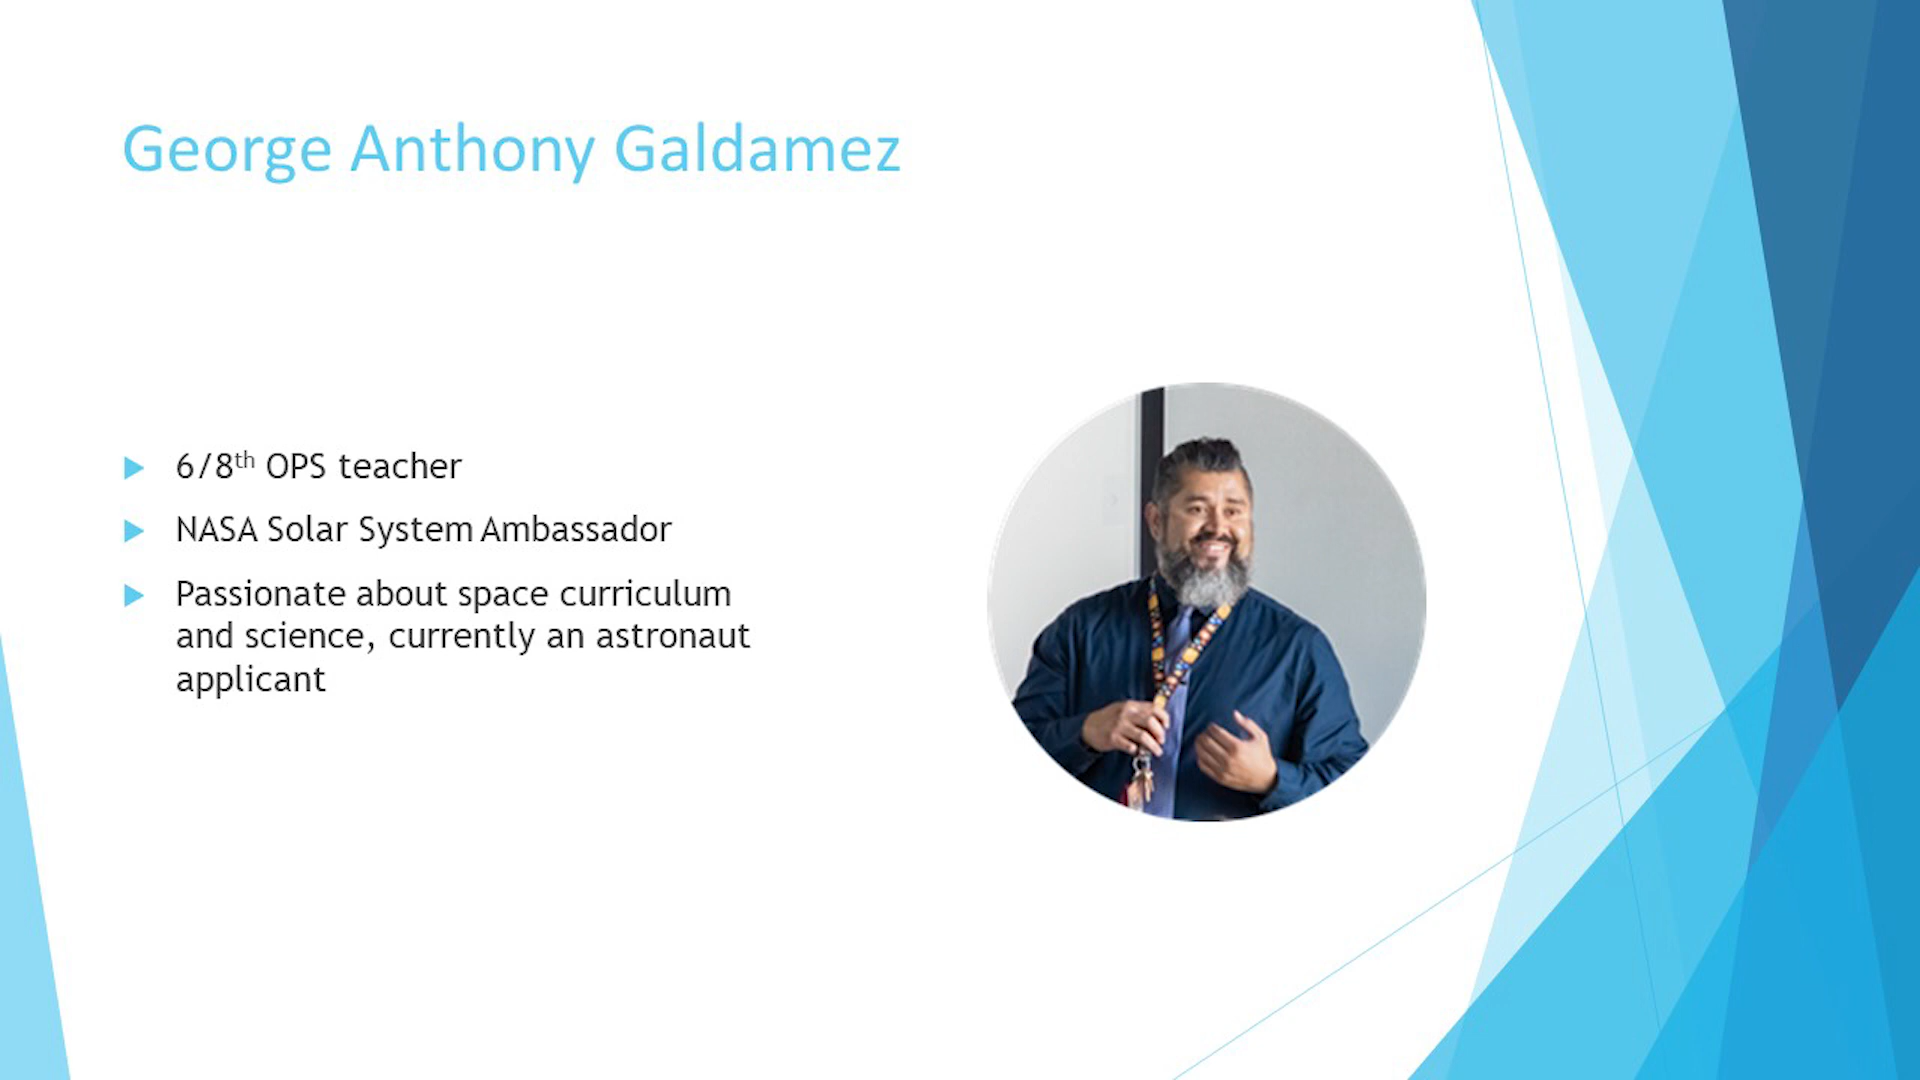 George Anthony Galdamez
6/8th OPS teacher
NASA Solar System Ambassador
Passionate about space curriculum
and science, currently an astronaut
applicant